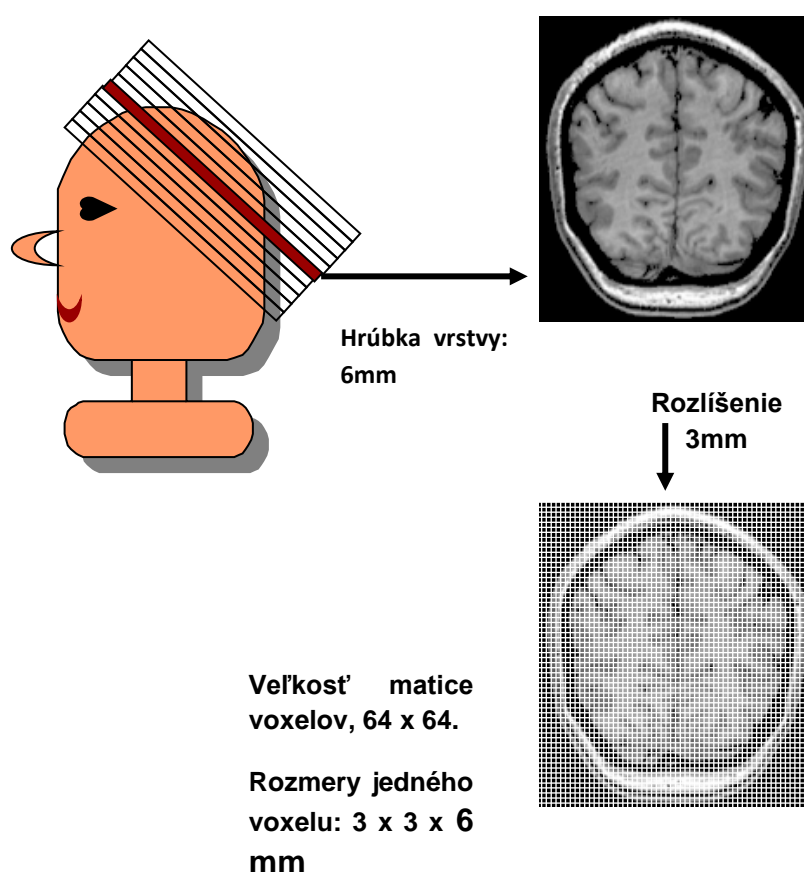 Hrúbka vrstvy:
6mm
Rozlíšenie
3mm
Veľkosť matice
voxelov, 64 x 64.
Rozmery jedného
voxelu: 3 x 3 x 6
mm